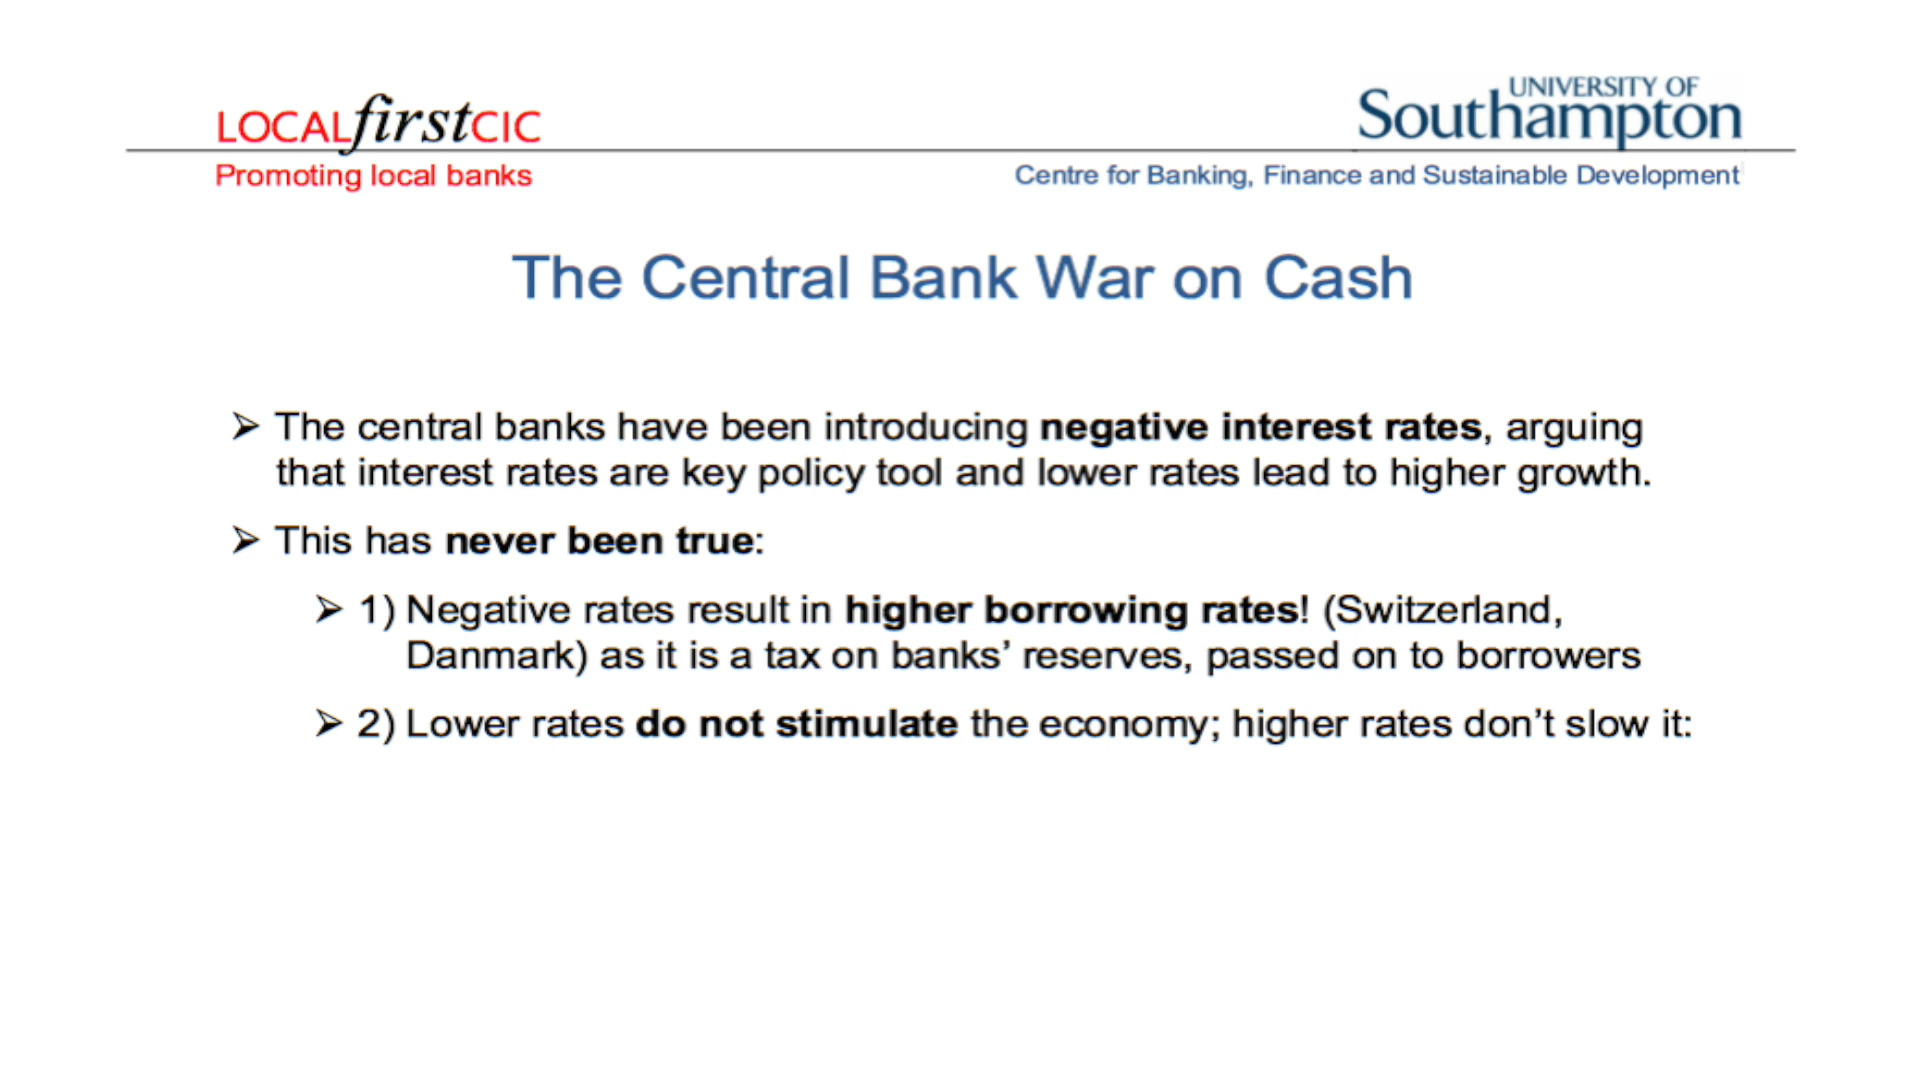 LOCALfirstCIC
Promoting local banks
UNIVERSITY OF
Southampton
Centre for Banking, Finance and Sustainable Development
The Central Bank War on Cash
➢ The central banks have been introducing negative interest rates, arguing
that interest rates are key policy tool and lower rates lead to higher growth.
➢ This has never been true:
➢ 1) Negative rates result in higher borrowing rates! (Switzerland,
Danmark) as it is a tax on banks’ reserves, passed on to borrowers
➢ 2) Lower rates do not stimulate the economy; higher rates don’t slow it: